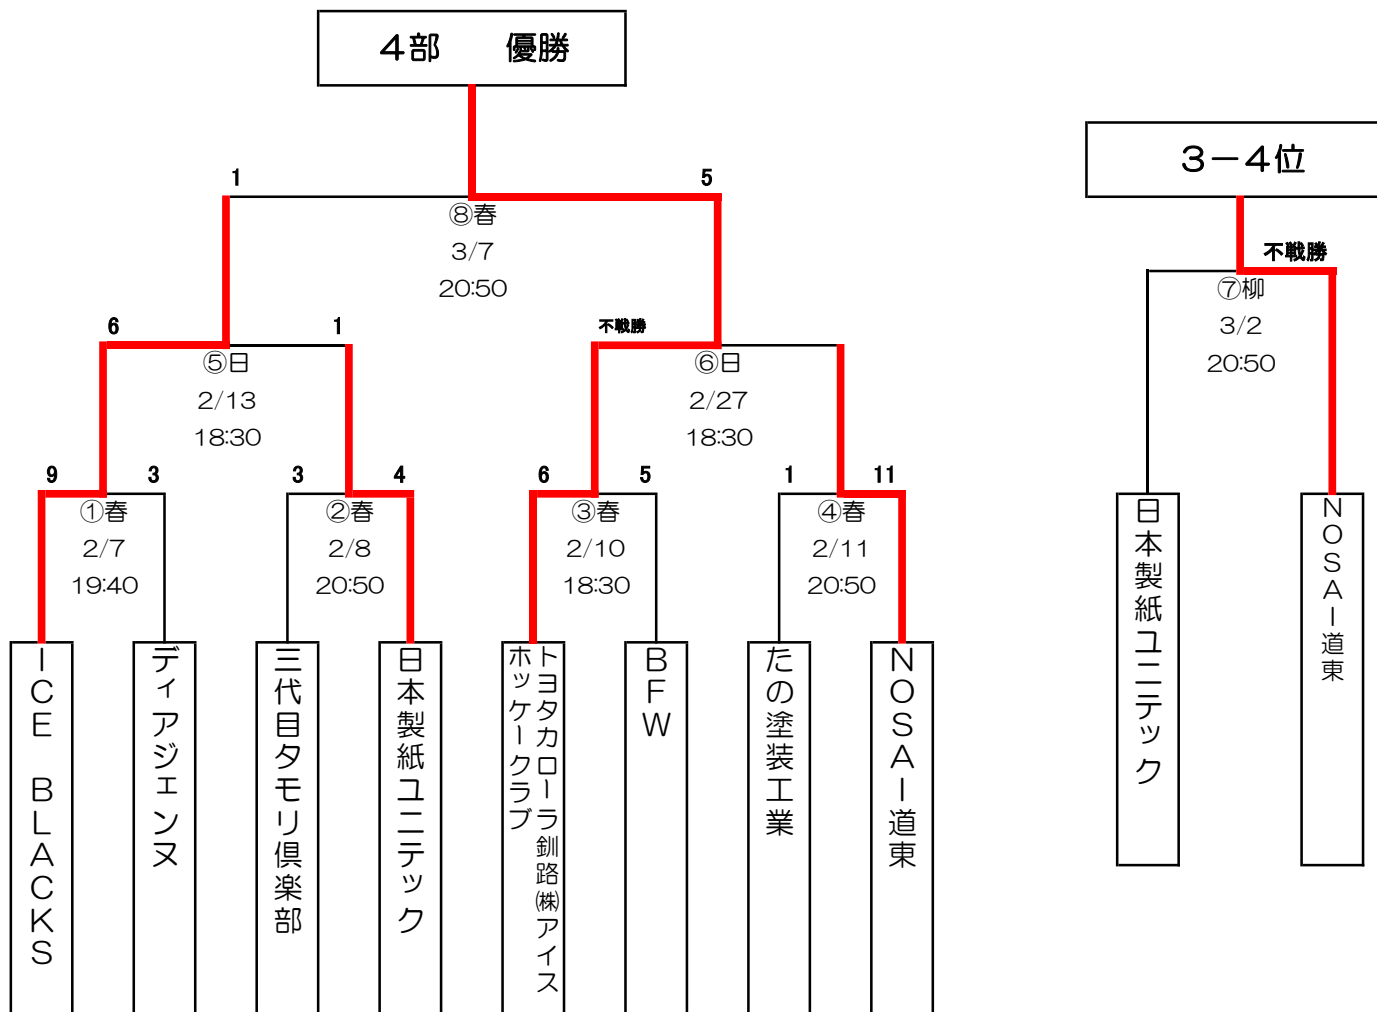 4部　優勝
1
5
⑧春
3/7
20:50
6
1
不戦勝
⑤日
2/13
18:30
⑥日
2/27
18:30
9
3
3
4
6
5
1
11
①春
2/7
19:40
②春
2/8
20:50
③春
2/10
18:30
④春
2/11
20:50
ICE BLACKS
ディアジェンヌ
三代目タモリ倶楽部
日本製紙ユニテック
トヨタカローラ釧路㈱アイス
ホッケークラブ
BFW
たの塗装工業
NOSAI道東
3-4位
不戦勝
⑦柳
3/2
20:50
日本製紙ユニテック
NOSAI道東